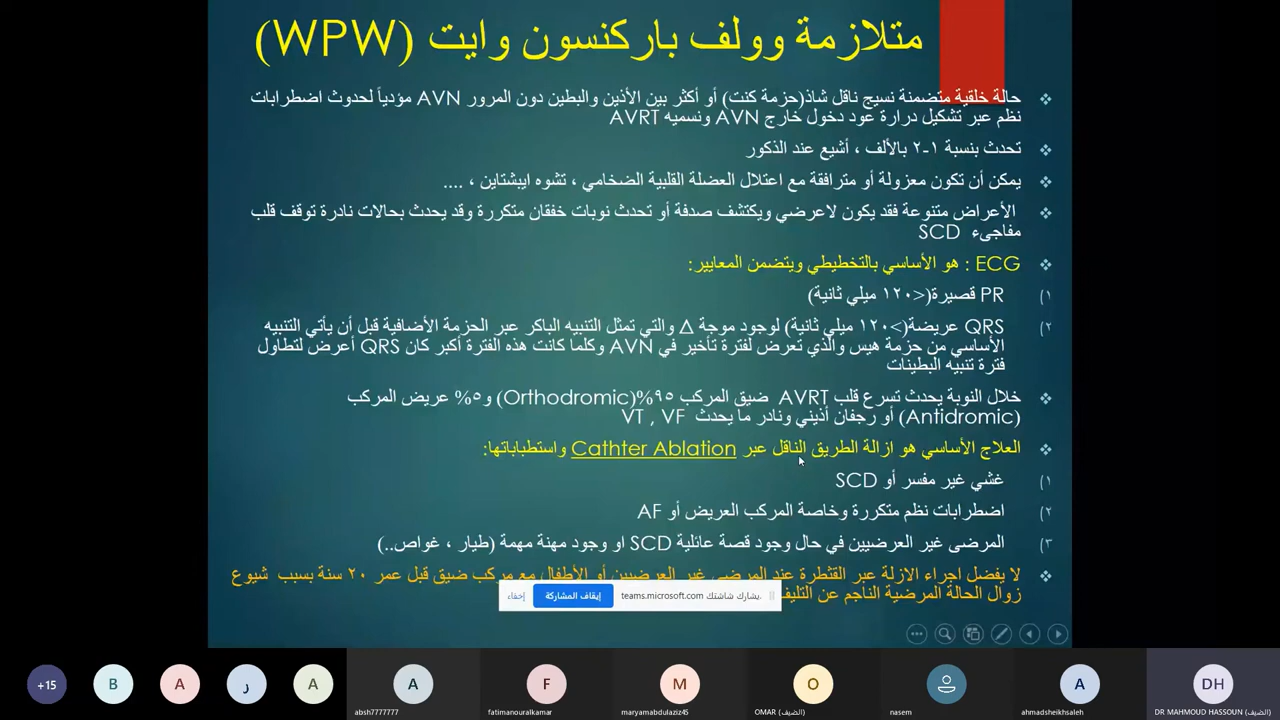 متلازمة وولف باركنسون وايت (WPW)
حالة خلقية متضمنة نسيج ناقل شاذ(حزمة كنت) أو أكثر بين الأذين والبطين دون المرور AVN مؤدياً لحدوث اضطرابات
نظم عبر تشكيل درارة عود دخول خارج AVN ونسميه AVRT
تحدث بنسبة ١-٢ بالألف ، أشيع عند الذكور
يمكن أن تكون معزولة أو مترافقة مع اعتلال العضلة القلبية الضخامي ، تشوه ايبشتاين ، ....
الأعراض متنوعة فقد يكون لاعرضي ويكتشف صدفة أو تحدث نوبات خفقان متكررة وقد يحدث بحالات نادرة توقف قلب
مفاجىء SCD
ECG : هو الأساسي بالتخطيطي ويتضمن المعايير:
١) PR قصيرة(<١٢٠ ميلي ثانية)
٢) QRS عريضة(>١٢٠ ميلي ثانية) لوجود موجة Δ والتي تمثل التنبيه الباكر عبر الحزمة الأضافية قبل أن يأتي التنبيه
الأساسي من حزمة هيس والذي تعرض لفترة تأخير في AVN وكلما كانت هذه الفترة أكبر كان QRS أعرض لتطاول
فترة تنبيه البطينات
خلال النوبة يحدث تسرع قلب AVRT ضيق المركب ٩٥%(Orthodromic) و٥% عريض المركب
(Antidromic) أو رجفان أذيني ونادر ما يحدث VT , VF
العلاج الأساسي هو ازالة الطريق الناقل عبر Cathter Ablation واستطباباتها:
١) غشي غير مفسر أو SCD
٢) اضطرابات نظم متكررة وخاصة المركب العريض أو AF
٣) المرضى غير العرضيين في حال وجود قصة عائلية SCD او وجود مهنة مهمة (طيار ، غواص..)
لا يفضل اجراء الازلة عبر القثطرة عند المرضى غير العرضيين أو الأطفال مع مركب ضيق قبل عمر ٢٠ سنة بسبب شيوع
زوال الحالة المرضية الناجم عن التليف
يشارك شاشتك teams.microsoft.com.
إيقاف المشاركة
إخفاء
+15
B
A
ر
A
A
F
M
O
A
DH
absh7777777
fatimanouralkamar
maryamabdulaziz45
OMAR (الضيف)
nasem
ahmadsheikhsaleh
DR MAHMOUD HASSOUN (الضيف)